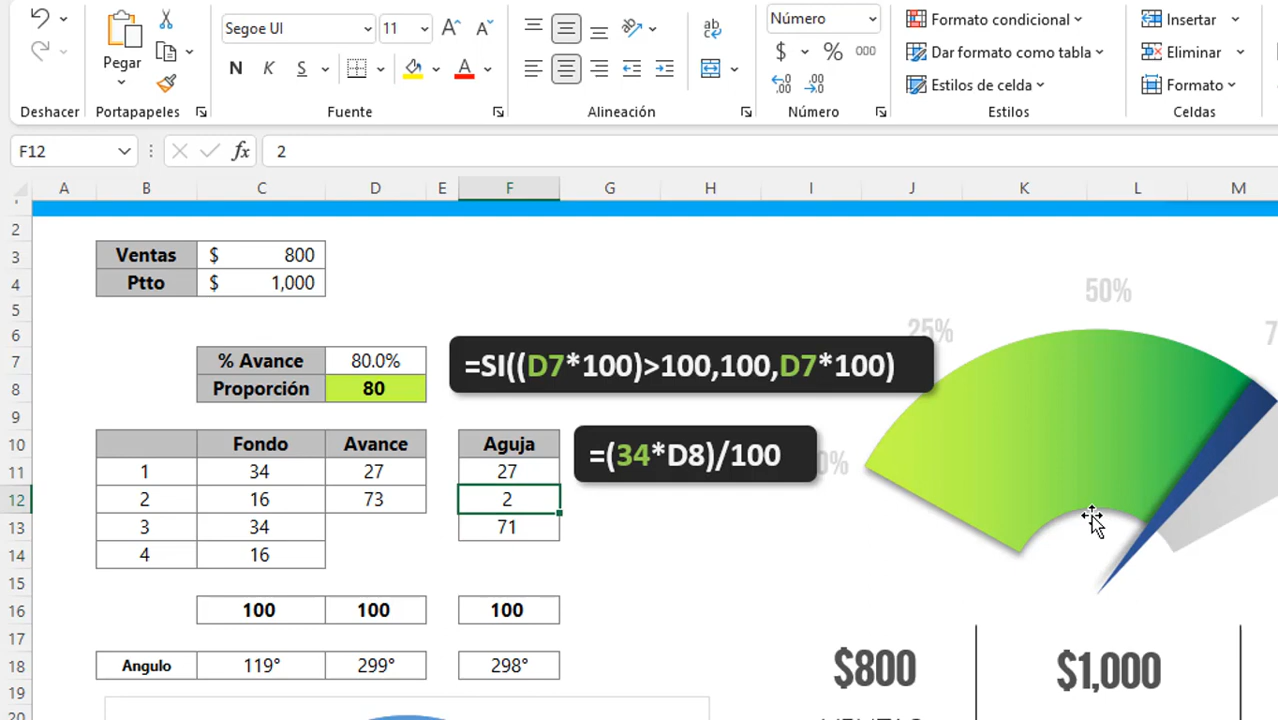 Pegar
Segoe UI 11
N K S A
ab
Número
$ % 000
Formato condicional
Dar formato como tabla
Estilos de celda
Insertar
Eliminar
Formato
Deshacer Portapapeles Fuente Alineación Número Estilos Celdas
F12 fx 2
A B C D E F G H I J K L M
2
3 Ventas $ 800
4 Ptto $ 1,000
5
50%
6
25%
7 % Avance 80.0% =SI((D7*100)>100,100,D7*100)
8 Proporción 80
9
10 Fondo Avance Aguja
=(34*D8)/100 0%
11 1 34 27 27
12 2 16 73 2
13 3 34 71
14 4 16
15
16 100 100 100
17
18 Angulo 119° 299° 298°
$800 $1,000
19
20